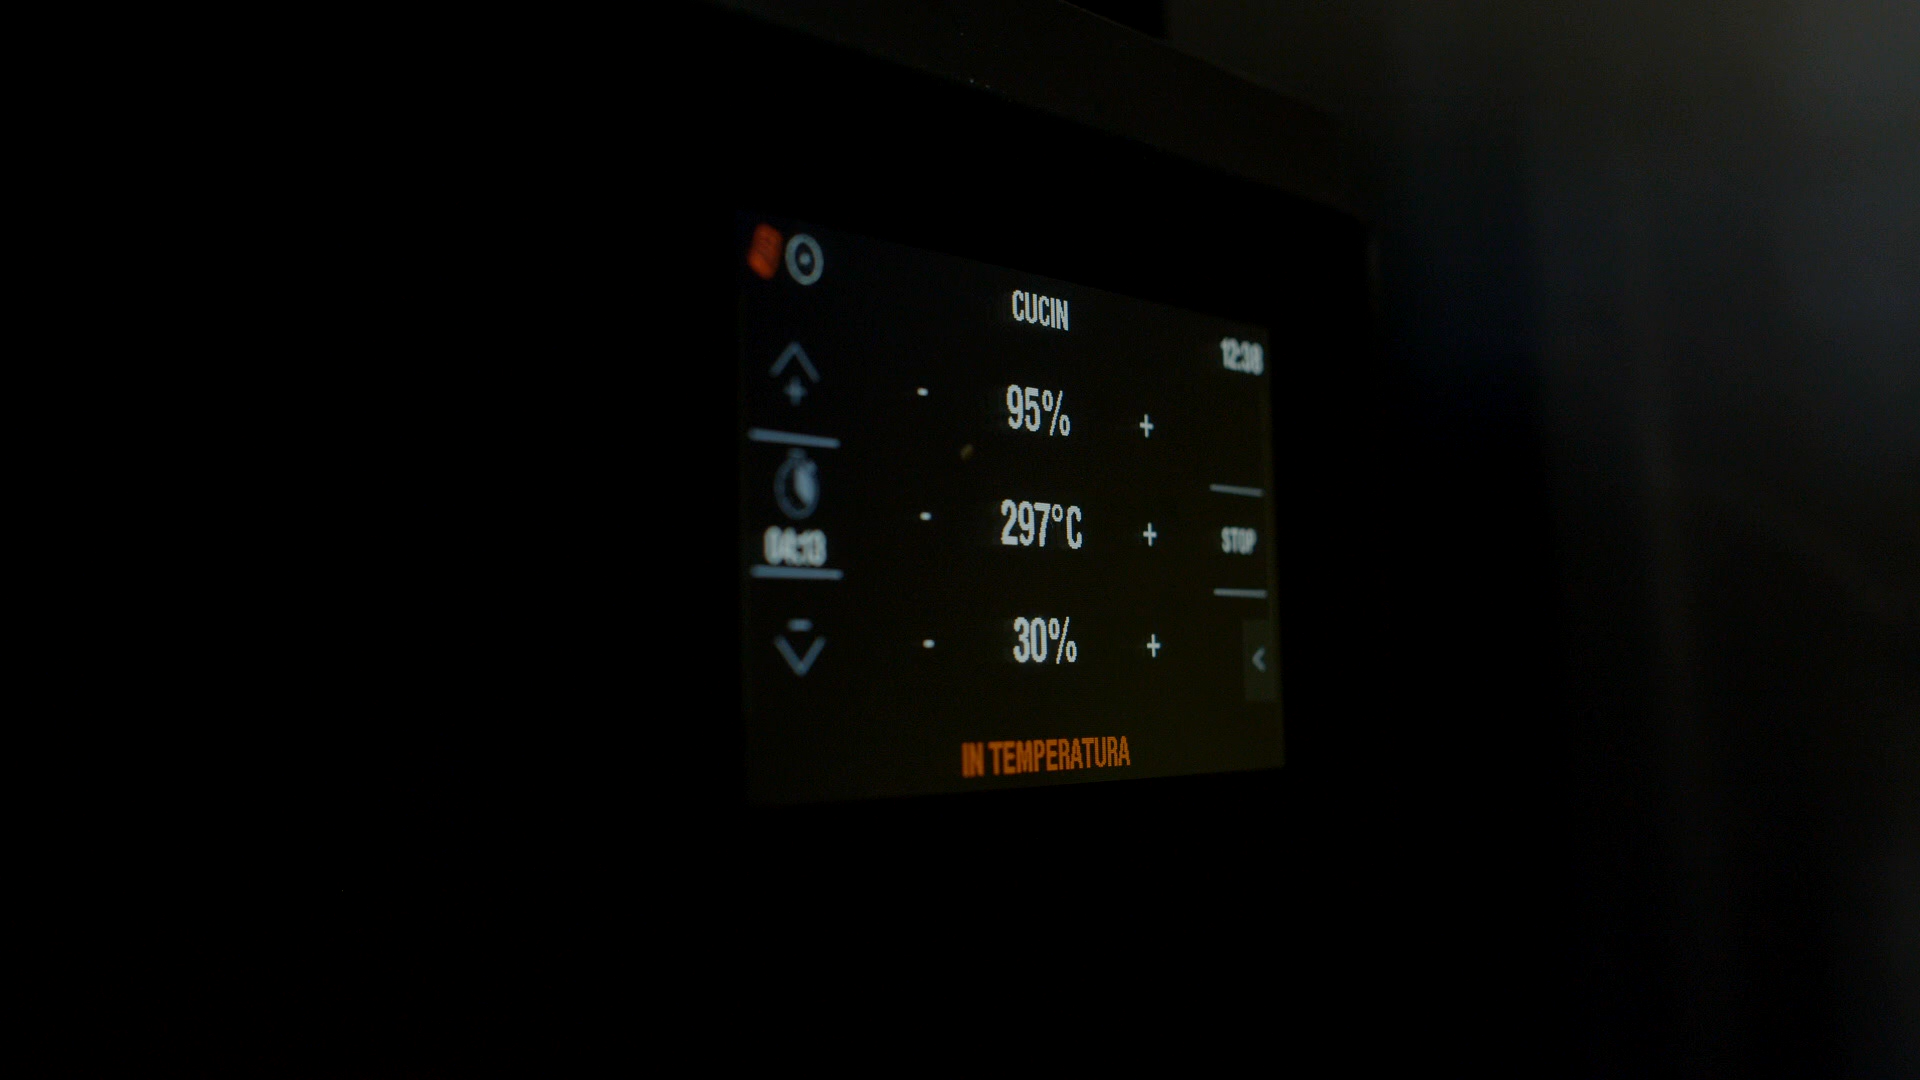 CUCIN
12:38
- 95% +
- 297°C +
STOP
- 30% +
IN TEMPERATURA